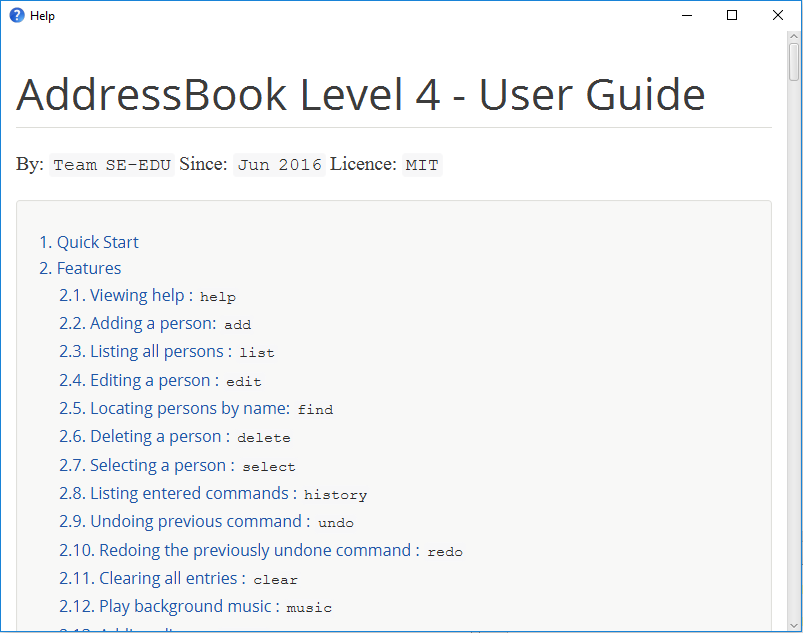 Help
AddressBook Level 4 - User Guide
By: Team SE-EDU Since: Jun 2016 Licence: MIT
1. Quick Start
2. Features
2.1. Viewing help : help
2.2. Adding a person: add
2.3. Listing all persons : list
2.4. Editing a person : edit
2.5. Locating persons by name: find
2.6. Deleting a person : delete
2.7. Selecting a person : select
2.8. Listing entered commands : history
2.9. Undoing previous command : undo
2.10. Redoing the previously undone command : redo
2.11. Clearing all entries : clear
2.12. Play background music : music